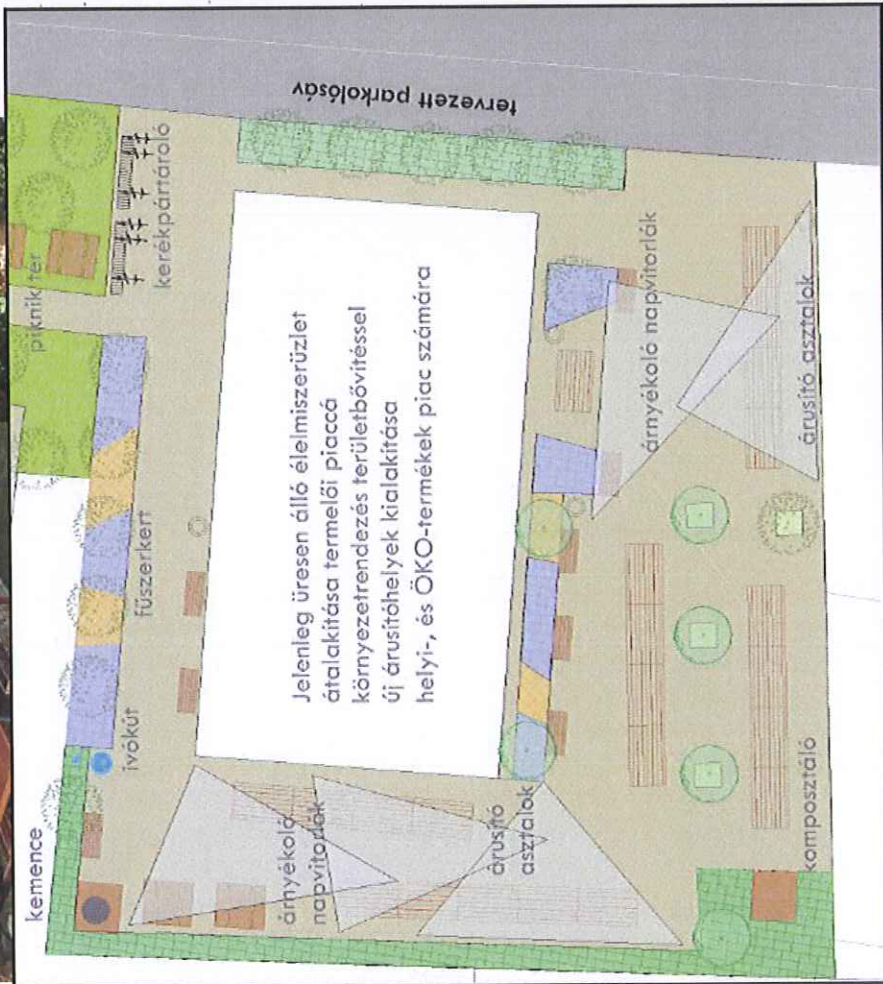 tervezett parkolósáv
piknik tér
kerékpártároló
fűszerkert
ivókút
kemence
Jelenleg üresen álló élelmiszerüzlet
átalakítása termelői piaccá
környezetrendezés területbővítéssel
új árusítóhelyek kialakítása
helyi-, és ÖKO-termékek piac számára
árnyékoló
napvitorlák
árusító
asztalok
árnyékoló napvitorlák
árusító asztalok
komposztáló